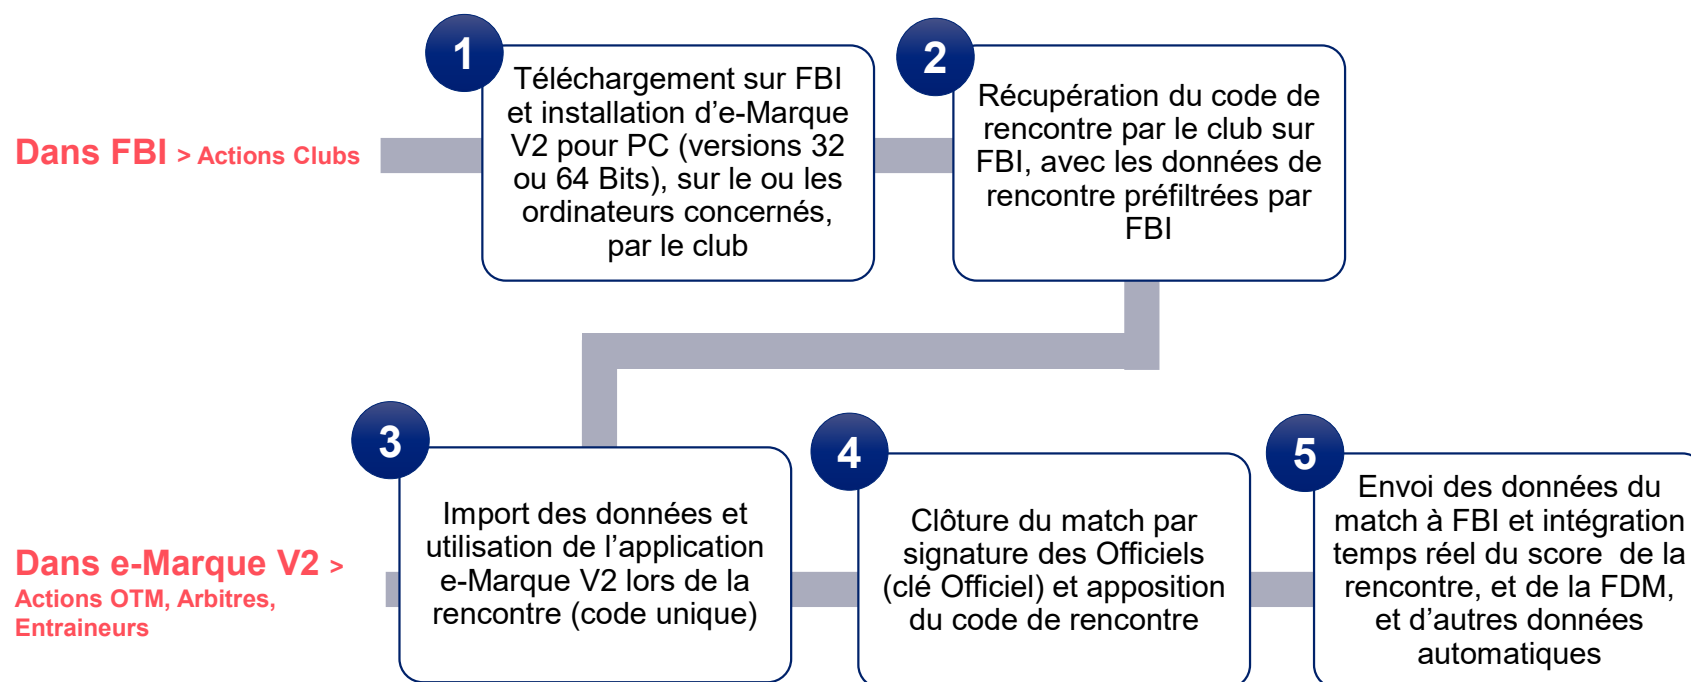 1
Téléchargement sur FBI
et installation d'e-Marque
V2 pour PC (versions 32
ou 64 Bits), sur le ou les
ordinateurs concernés,
par le club
2
Récupération du code de
rencontre par le club sur
FBI, avec les données de
rencontre préfiltrées par
FBI
Dans FBI > Actions Clubs
3
Import des données et
utilisation de l'application
e-Marque V2 lors de la
rencontre (code unique)
4
Clôture du match par
signature des Officiels
(clé Officiel) et apposition
du code de rencontre
5
Envoi des données du
match à FBI et intégration
temps réel du score de la
rencontre, et de la FDM,
et d'autres données
automatiques
Dans e-Marque V2 >
Actions OTM, Arbitres,
Entraineurs